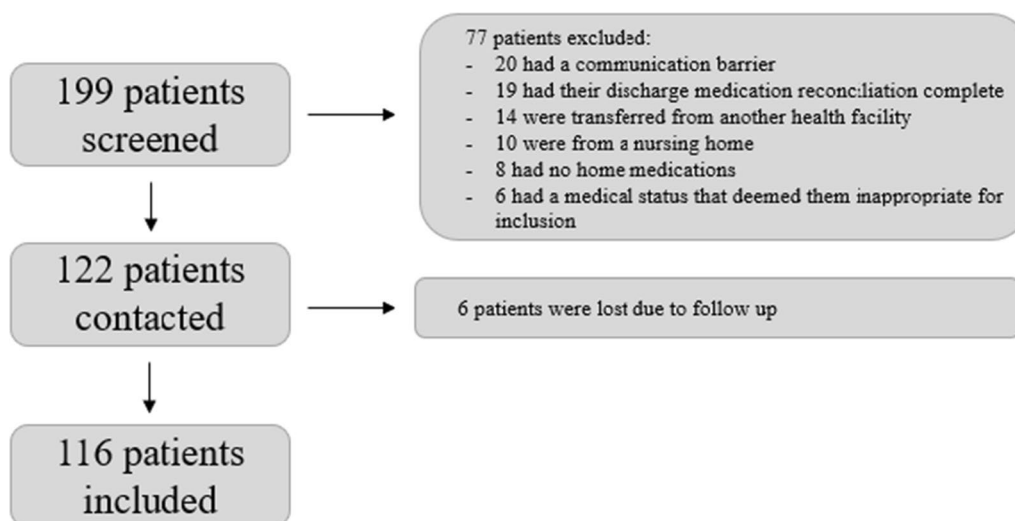 199 patients
screened
77 patients excluded:
- 20 had a communication barrier
- 19 had their discharge medication reconciliation complete
- 14 were transferred from another health facility
- 10 were from a nursing home
- 8 had no home medications
- 6 had a medical status that deemed them inappropriate for
inclusion
122 patients
contacted
6 patients were lost due to follow up
116 patients
included